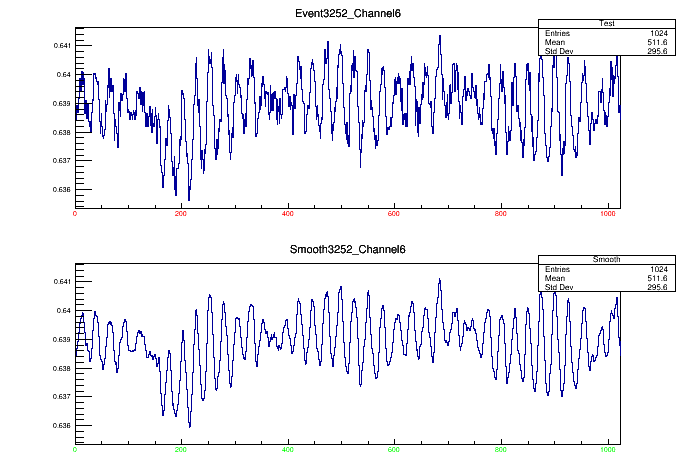 Event3252_Channel6
Test
Entries 1024
Mean 511.6
Std Dev 295.6
0.641
0.64
0.639
0.638
0.637
0.636
0 200 400 600 800 1000
Smooth3252_Channel6
Smooth
Entries 1024
Mean 511.6
Std Dev 295.6
0.641
0.64
0.639
0.638
0.637
0.636
0 200 400 600 800 1000